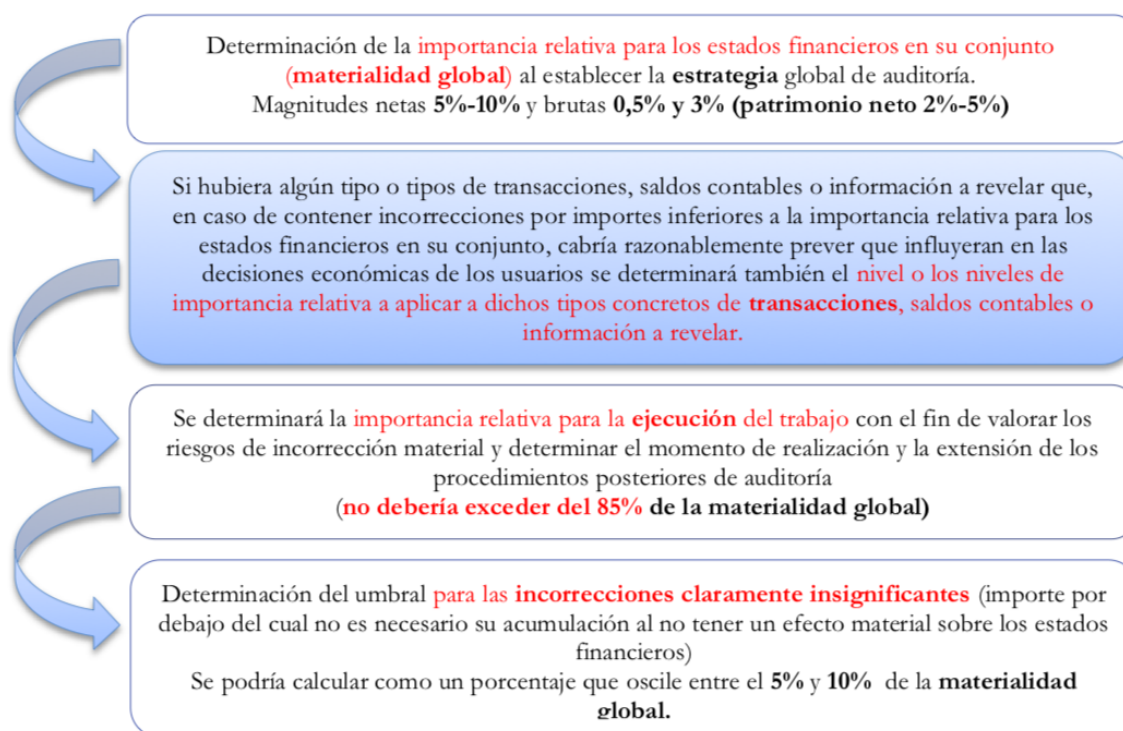 Determinación de la importancia relativa para los estados financieros en su conjunto
(materialidad global) al establecer la estrategia global de auditoría.
Magnitudes netas 5%-10% y brutas 0,5% y 3% (patrimonio neto 2%-5%)
Si hubiera algún tipo o tipos de transacciones, saldos contables o información a revelar que,
en caso de contener incorrecciones por importes inferiores a la importancia relativa para los
estados financieros en su conjunto, cabría razonablemente prever que influyeran en las
decisiones económicas de los usuarios se determinará también el nivel o los niveles de
importancia relativa a aplicar a dichos tipos concretos de transacciones, saldos contables o
información a revelar.
Se determinará la importancia relativa para la ejecución del trabajo con el fin de valorar los
riesgos de incorrección material y determinar el momento de realización y la extensión de los
procedimientos posteriores de auditoría
(no debería exceder del 85% de la materialidad global)
Determinación del umbral para las incorrecciones claramente insignificantes (importe por
debajo del cual no es necesario su acumulación al no tener un efecto material sobre los estados
financieros)
Se podría calcular como un porcentaje que oscile entre el 5% y 10% de la materialidad
global.